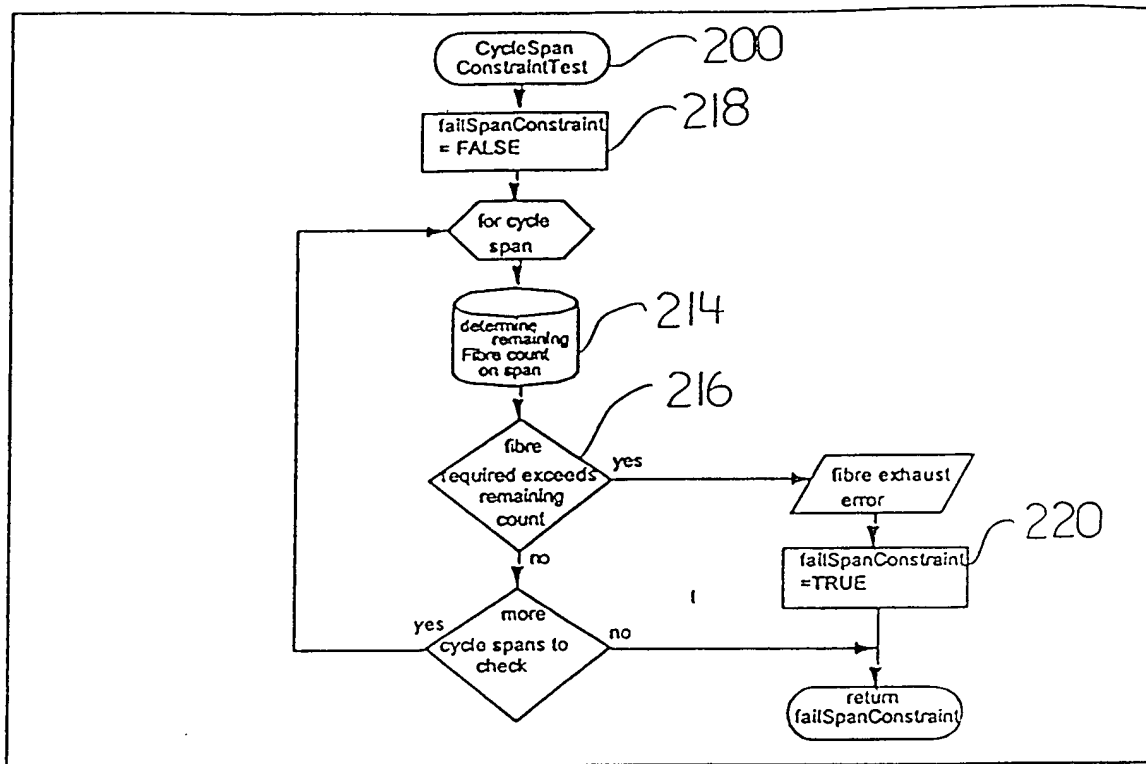 CycleSpan
ConstraintTest
200
failSpanConstraint
= FALSE
218
for cycle
span
determine
remaining
Fibre count
on span
214
216
fibre
required exceeds
remaining
count
yes
fibre exhaust
error
no
220
failSpanConstraint
=TRUE
more
cycle spans to
check
yes
no
return
failSpanConstraint